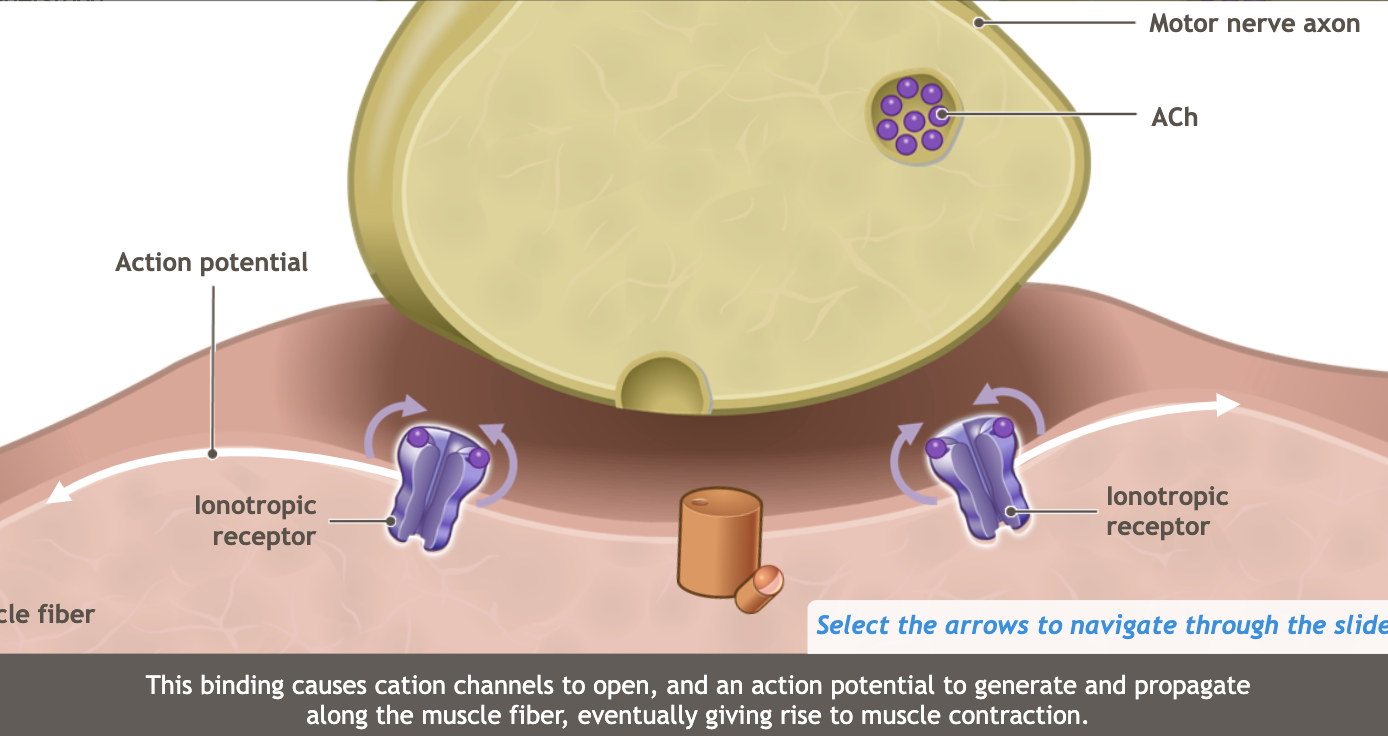 Motor nerve axon
ACh
Action potential
Ionotropic
receptor
Ionotropic
receptor
cle fiber
Select the arrows to navigate through the slide
This binding causes cation channels to open, and an action potential to generate and propagate
along the muscle fiber, eventually giving rise to muscle contraction.